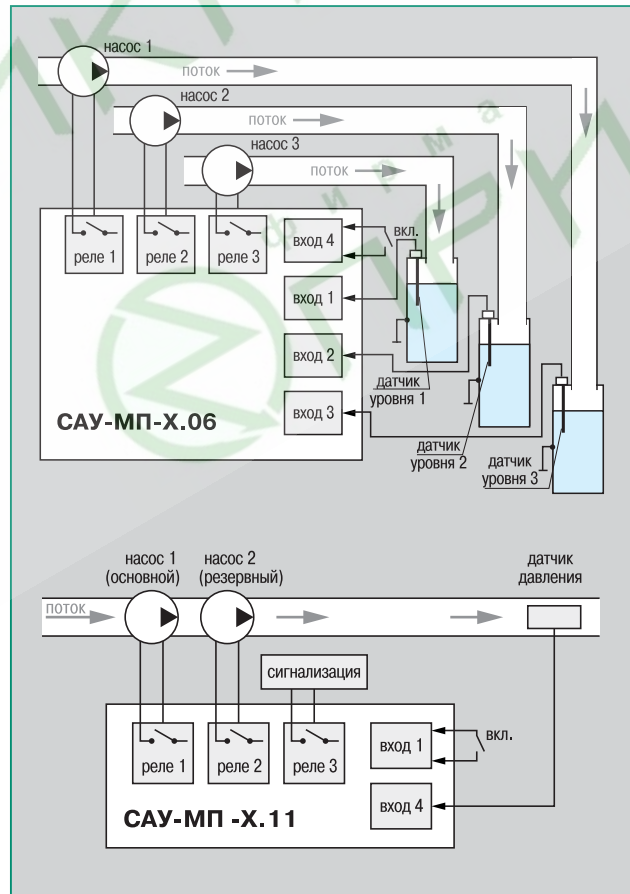 насос 1
поток
насос 2
поток
насос 3
поток
реле 1
реле 2
реле 3
вход 4
вкл.
вход 1
вход 2
вход 3
САУ-МП-Х.06
датчик
уровня 1
датчик
уровня 2
датчик
уровня 3
фирма
насос 1
(основной)
насос 2
(резервный)
датчик
давления
поток
сигнализация
реле 1
реле 2
реле 3
вход 1
вкл.
вход 4
САУ-МП -Х.11